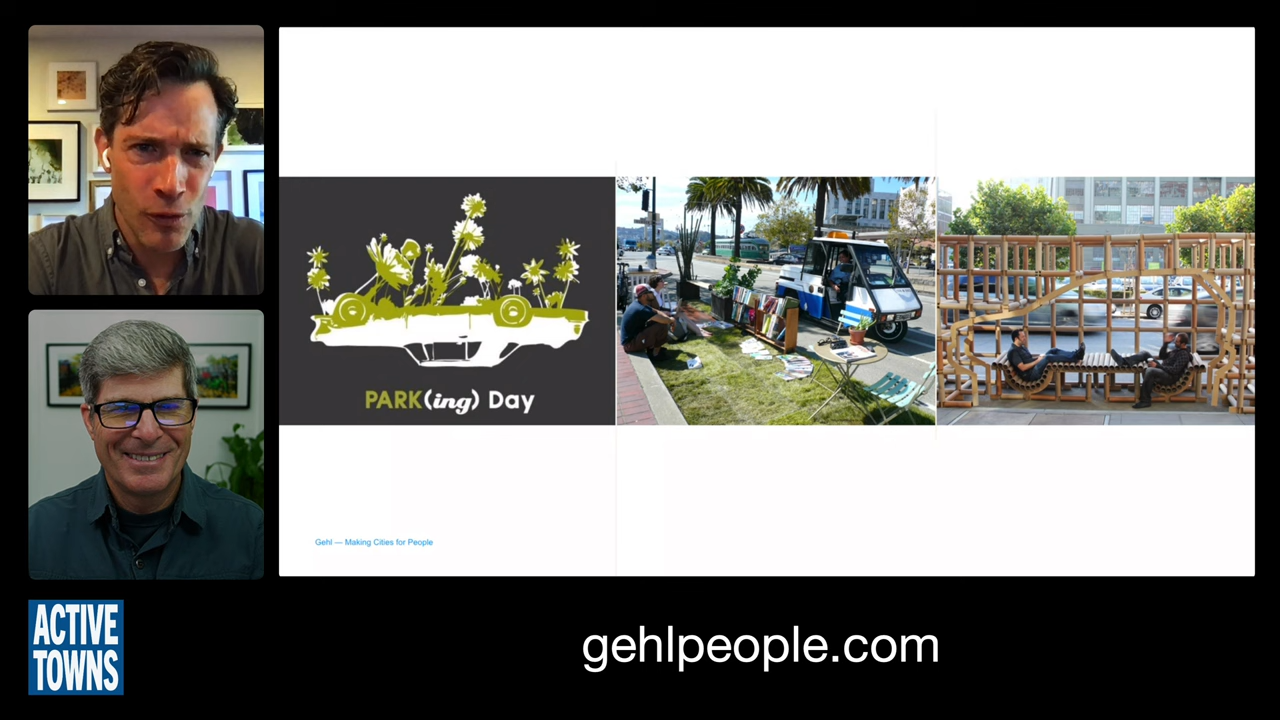 PARK(ing) Day
Gehl — Making Cities for People
ACTIVE
TOWNS
gehlpeople.com